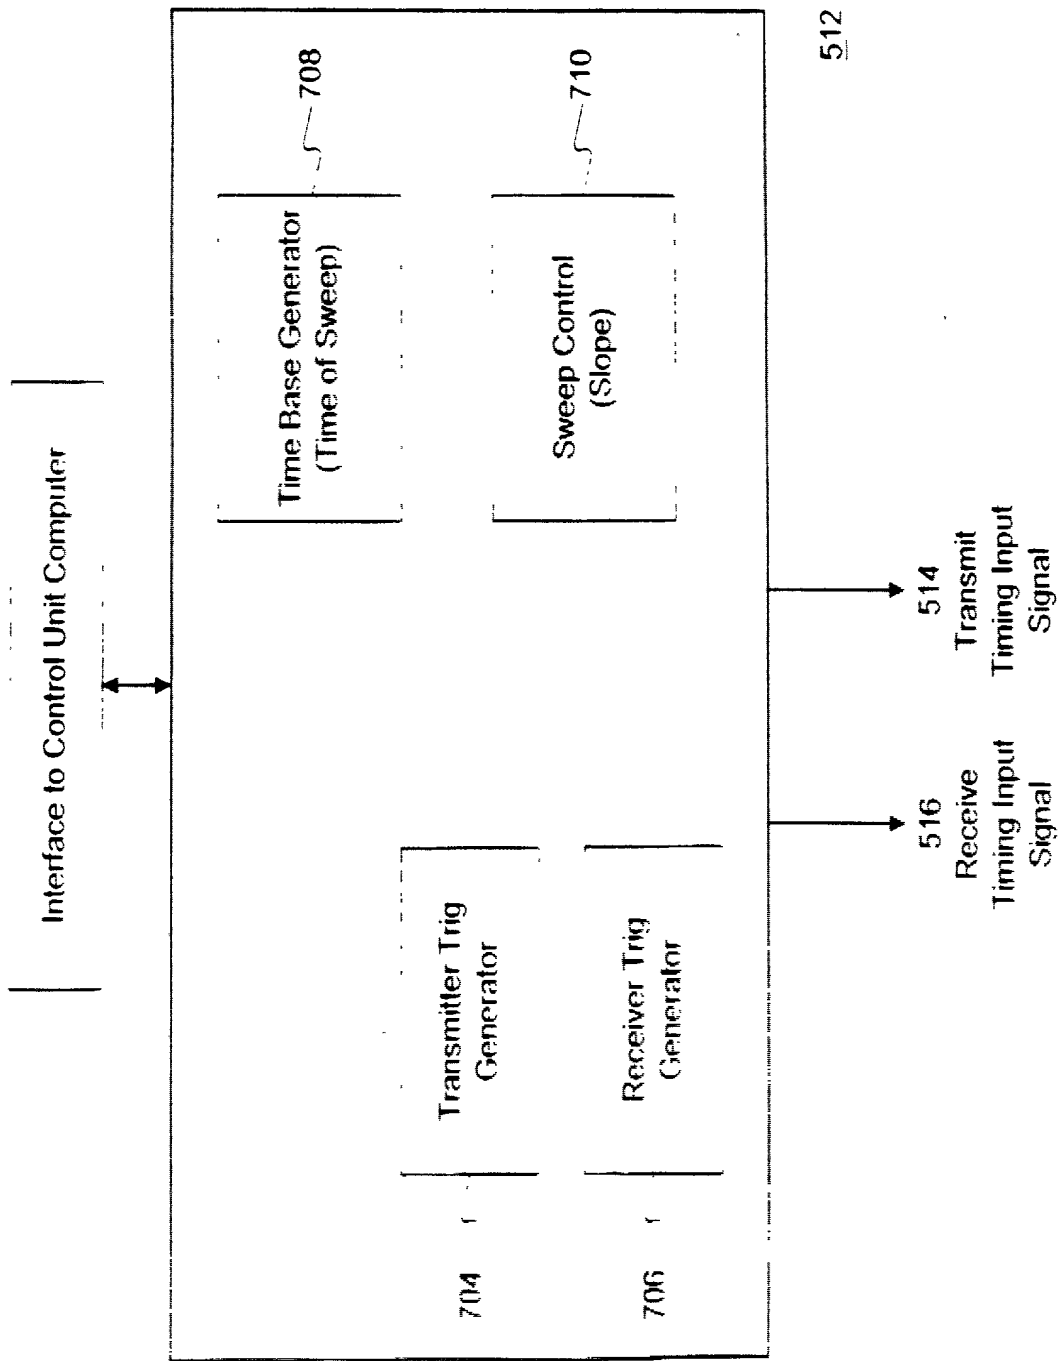 Interface to Control Unit Computer
Transmitter Trig
Generator
704
Receiver Trig
Generator
706
Time Base Generator
(Time of Sweep)
708
Sweep Control
(Slope)
710
516
Receive
Timing Input
Signal
514
Transmit
Timing Input
Signal
512